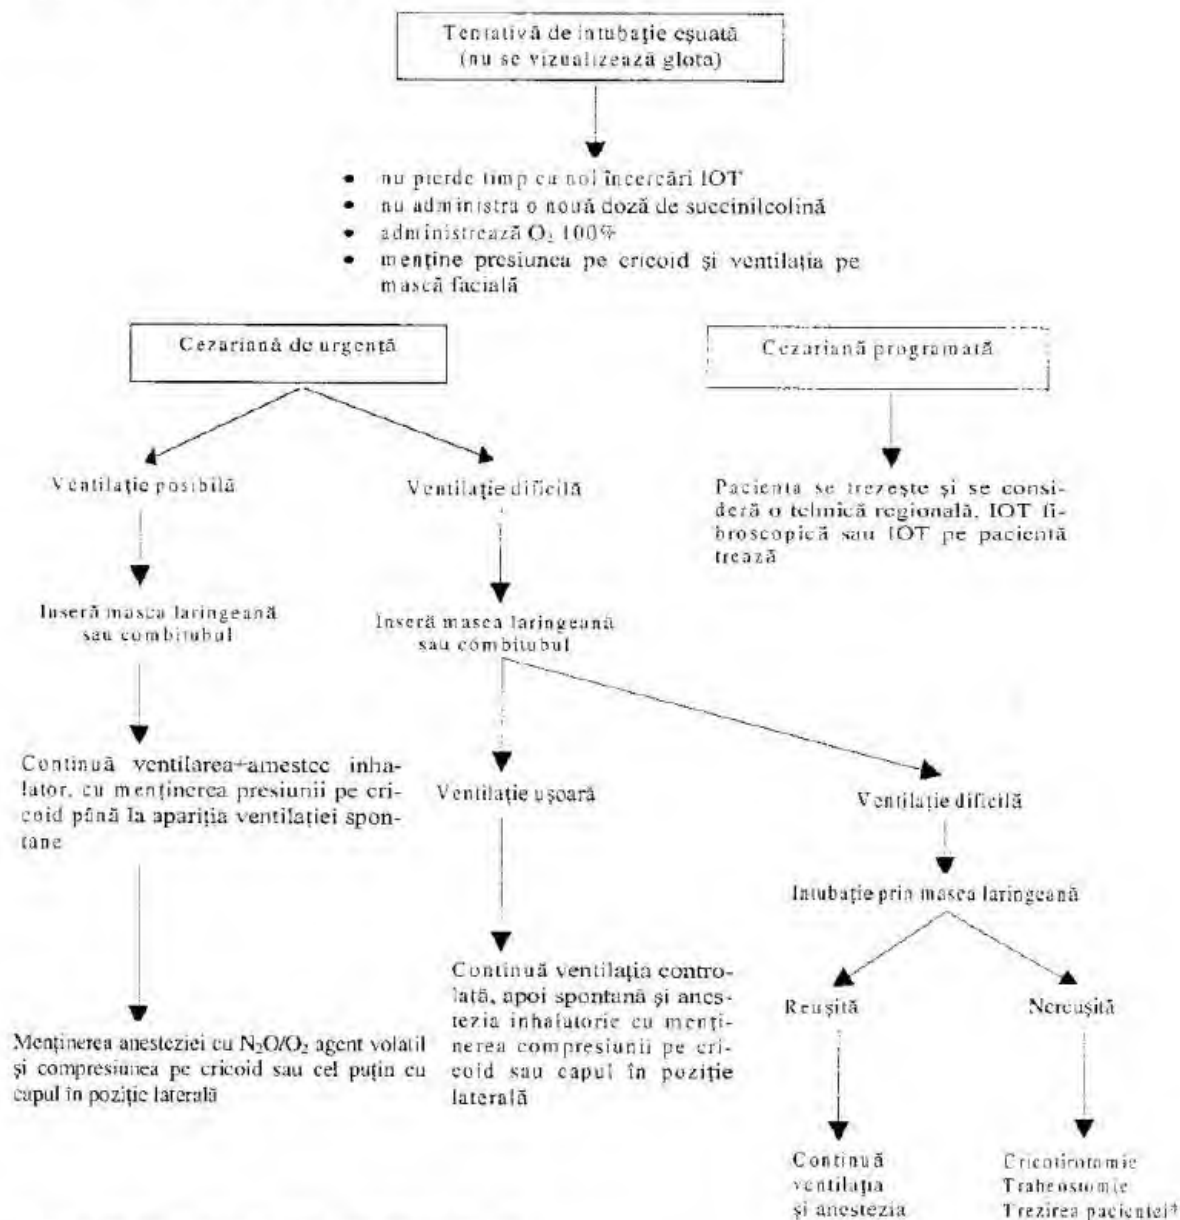 Tentativă de intubație eșuată
(nu se vizualizează glota)
• nu pierde timp cu noi încercări IOT
• nu administra o nouă doză de succinilcolină
• administrează O₂ 100%
• menține presiunea pe cricoid și ventilația pe
mască facială
Cezariană de urgență
Cezariană programată
Ventilație posibilă
Ventilație dificilă
Pacienta se trezește și se consi-
deră o tehnică regională, IOT fi-
broscopică sau IOT pe pacientă
trează
Inseră masca laringeană
sau combitubul
Inseră masca laringeană
sau combitubul
Continuă ventilarea+amestec inha-
lator, cu menținerea presiunii pe cri-
coid până la apariția ventilației spon-
tane
Ventilație ușoară
Ventilație dificilă
Intubație prin masca laringeană
Continuă ventilația contro-
lată, apoi spontană și anes-
tezia inhalatorie cu menți-
nerea compresiunii pe cri-
coid sau capul în poziție
laterală
Reușită
Nereușită
Menținerea anesteziei cu N₂O/O₂ agent volatil
și compresiunea pe cricoid sau cel puțin cu
capul în poziție laterală
Continuă
ventilația
și anestezia
Cricotirotomie
Traheostomie
Trezirea pacientei*